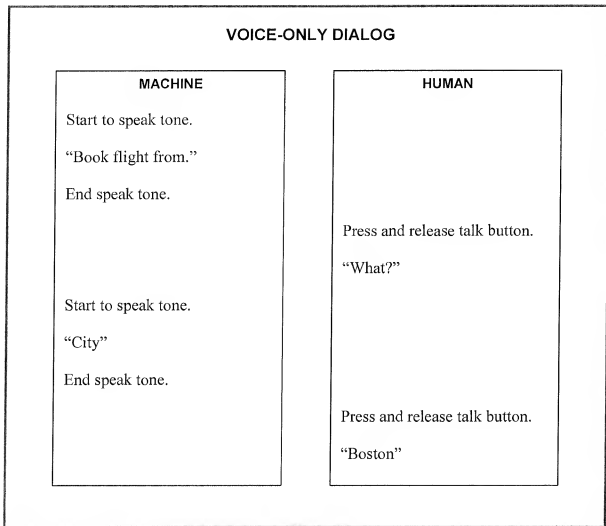 VOICE-ONLY DIALOG
MACHINE
Start to speak tone.
“Book flight from.”
End speak tone.
Start to speak tone.
“City”
End speak tone.
HUMAN
Press and release talk button.
“What?”
Press and release talk button.
“Boston”